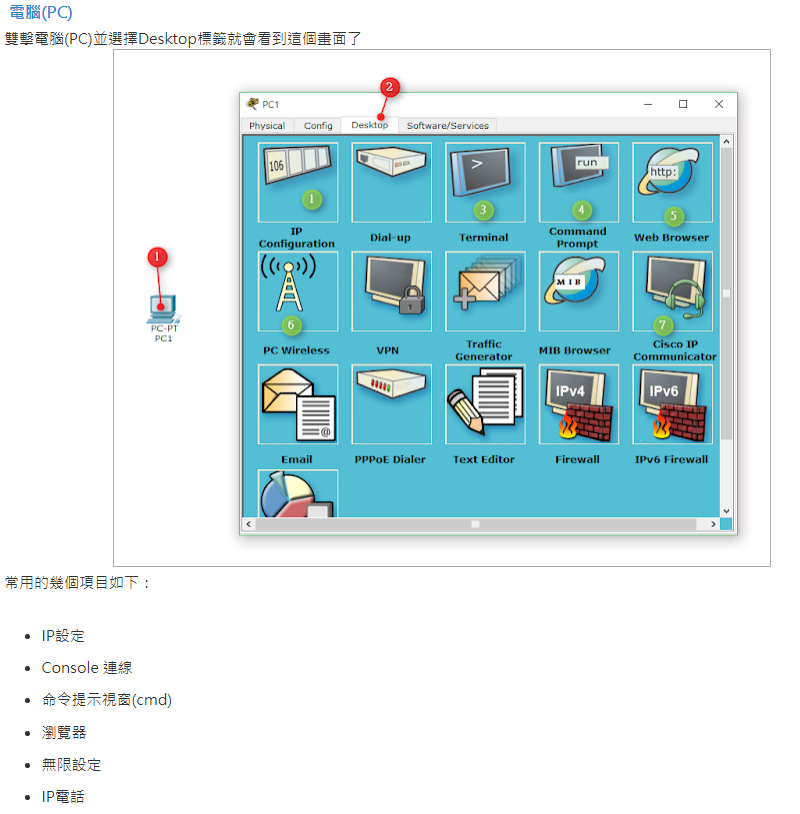 電腦(PC)
雙擊電腦(PC)並選擇Desktop標籤就會看到這個畫面了
2
PC1
Physical Config Desktop Software/Services
106
1
>
3
run
4
http:
5
IP Configuration
Dial-up
Terminal
Command Prompt
Web Browser
1
PC-PT
PC1
6
MIB
7
PC Wireless
VPN
Traffic Generator
MIB Browser
Cisco IP Communicator
@
IPv4
IPv6
Email
PPPoE Dialer
Text Editor
Firewall
IPv6 Firewall
常用的幾個項目如下：
IP設定
Console 連線
命令提示視窗(cmd)
瀏覽器
無限設定
IP電話